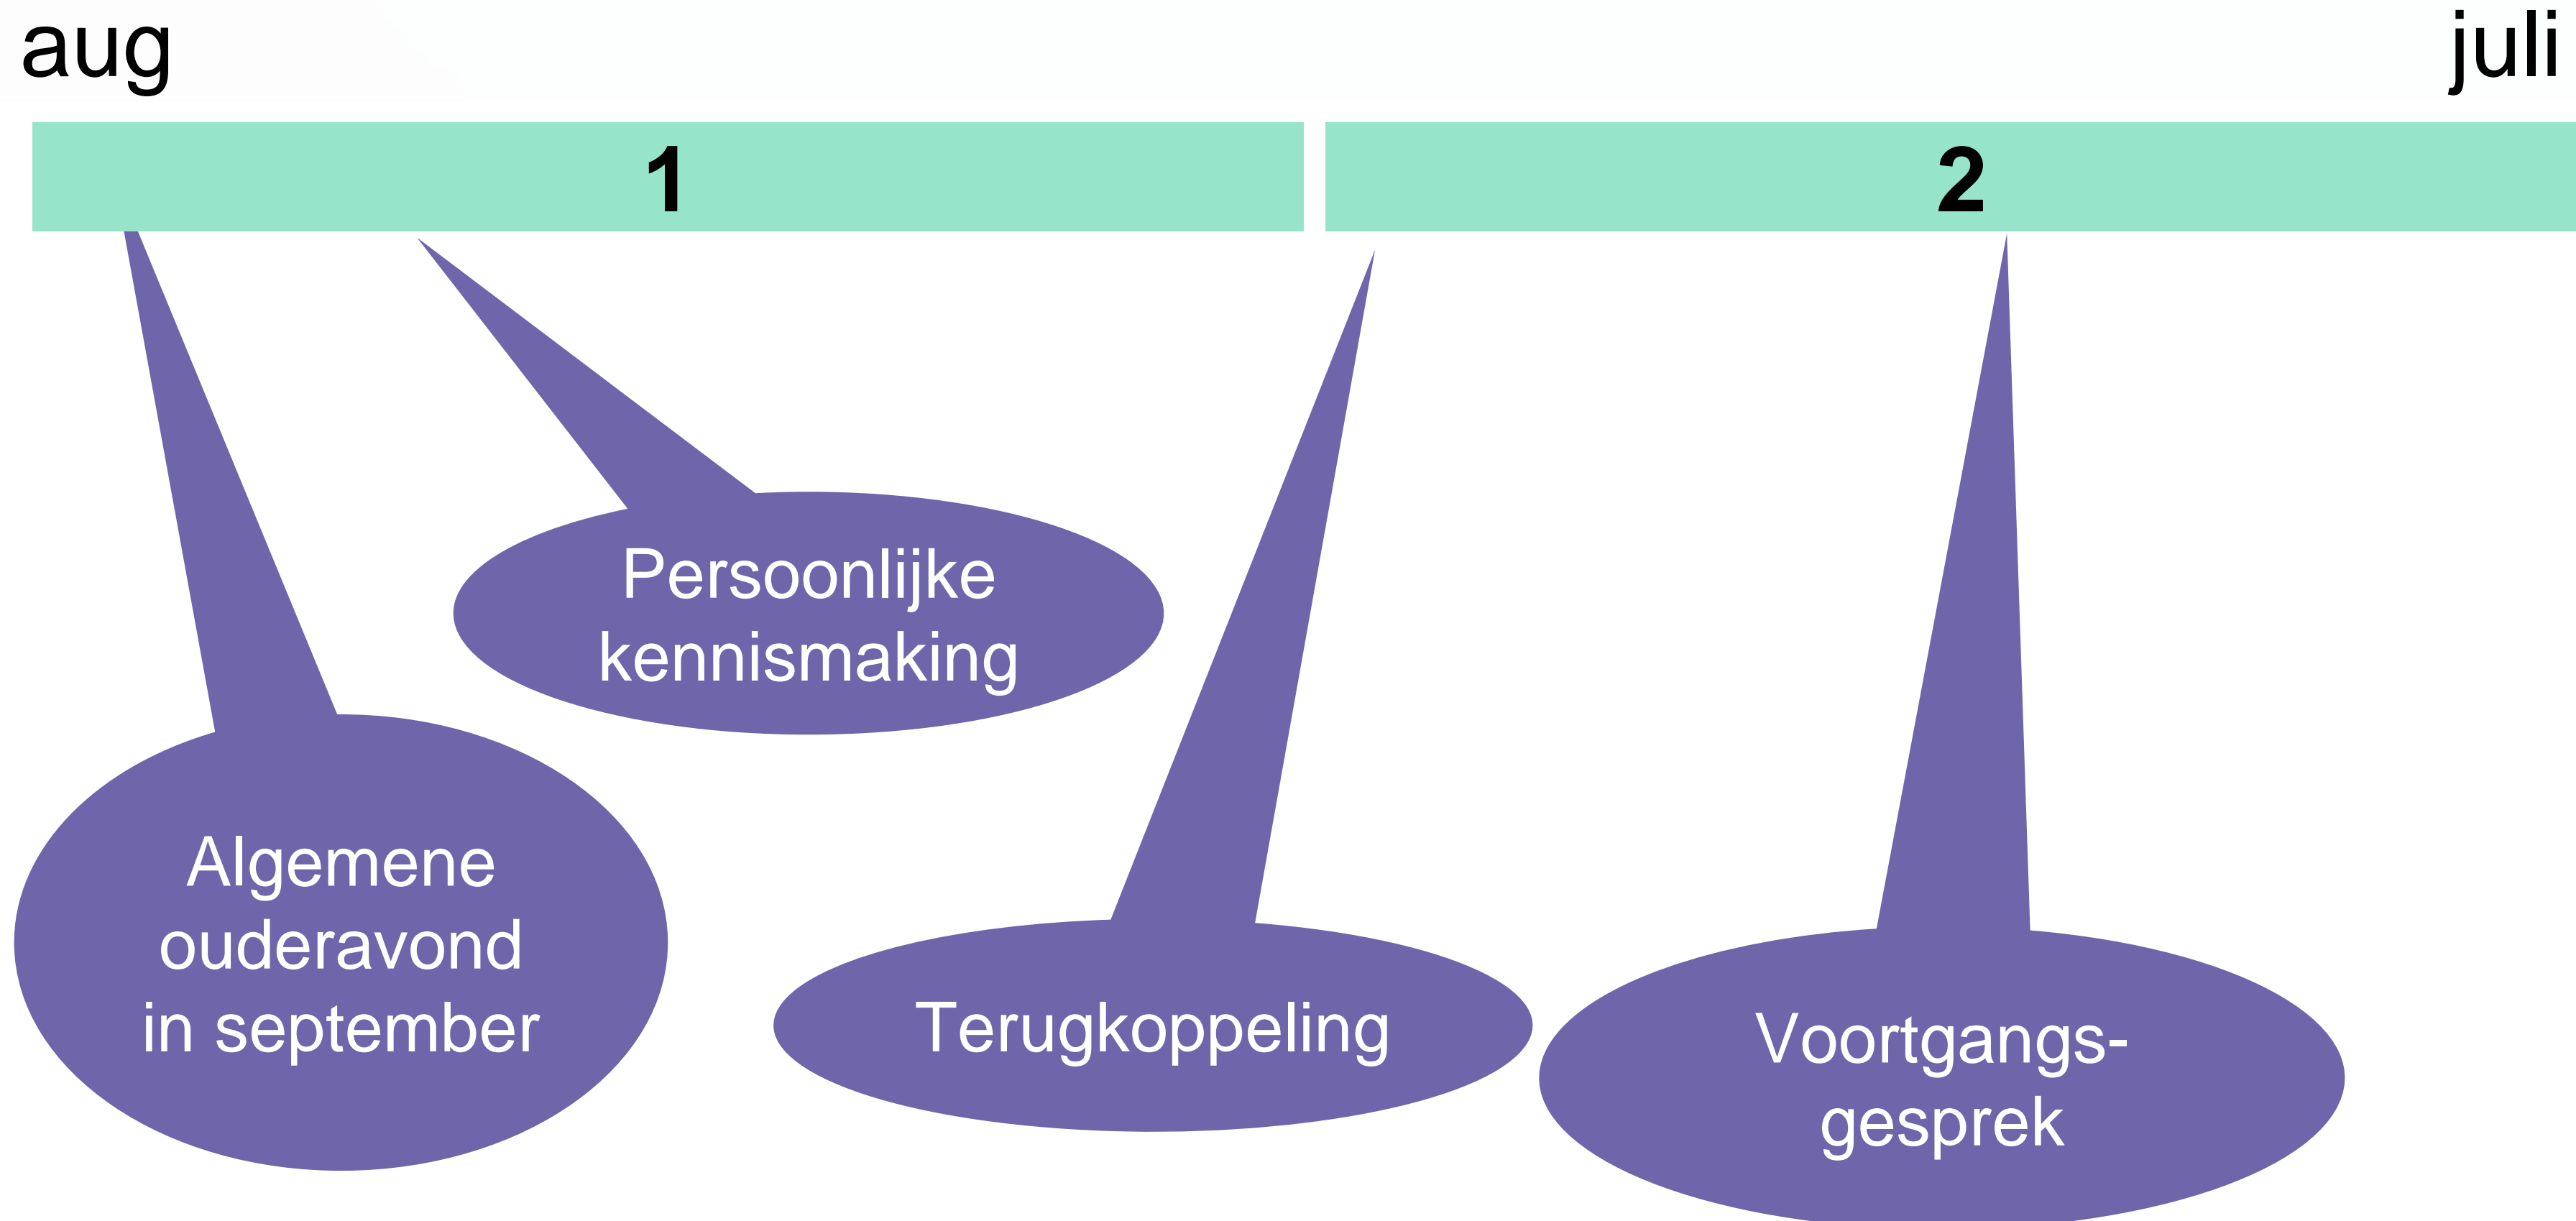 aug
juli
1
2
Persoonlijke
kennismaking
Algemene
ouderavond
in september
Terugkoppeling
Voortgangs-
gesprek